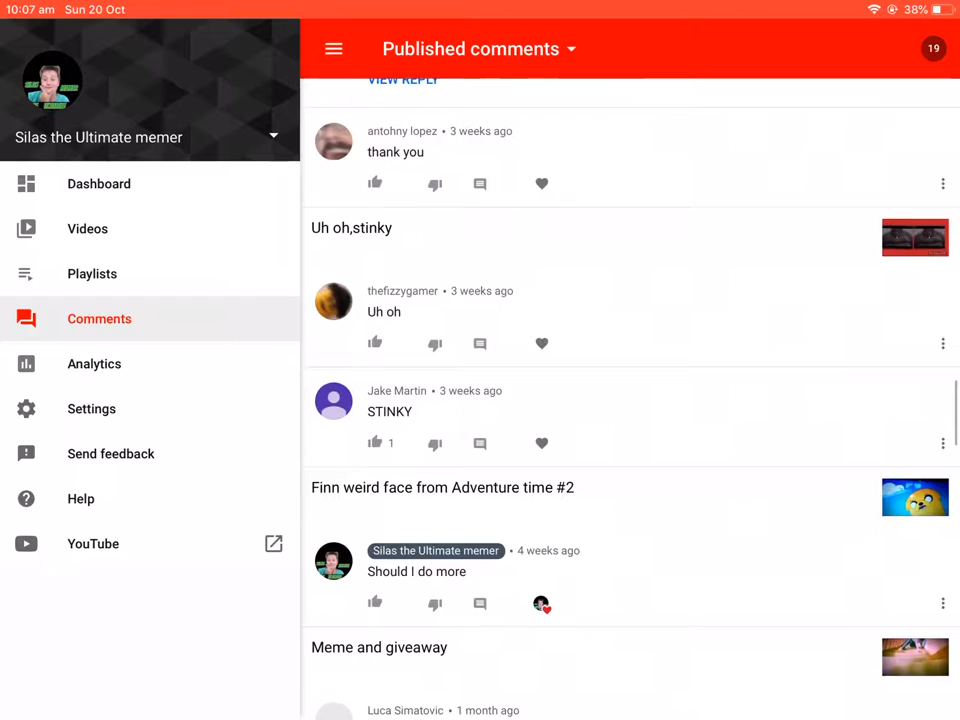 10:07 am Sun 20 Oct
38%
Silas the Ultimate memer
Dashboard
Videos
Playlists
Comments
Analytics
Settings
Send feedback
Help
YouTube
Published comments
19
VIEW REPLY
antohny lopez • 3 weeks ago
thank you
Uh oh,stinky
thefizzygamer • 3 weeks ago
Uh oh
Jake Martin • 3 weeks ago
STINKY
1
Finn weird face from Adventure time #2
Silas the Ultimate memer • 4 weeks ago
Should I do more
Meme and giveaway
Luca Simatovic • 1 month ago